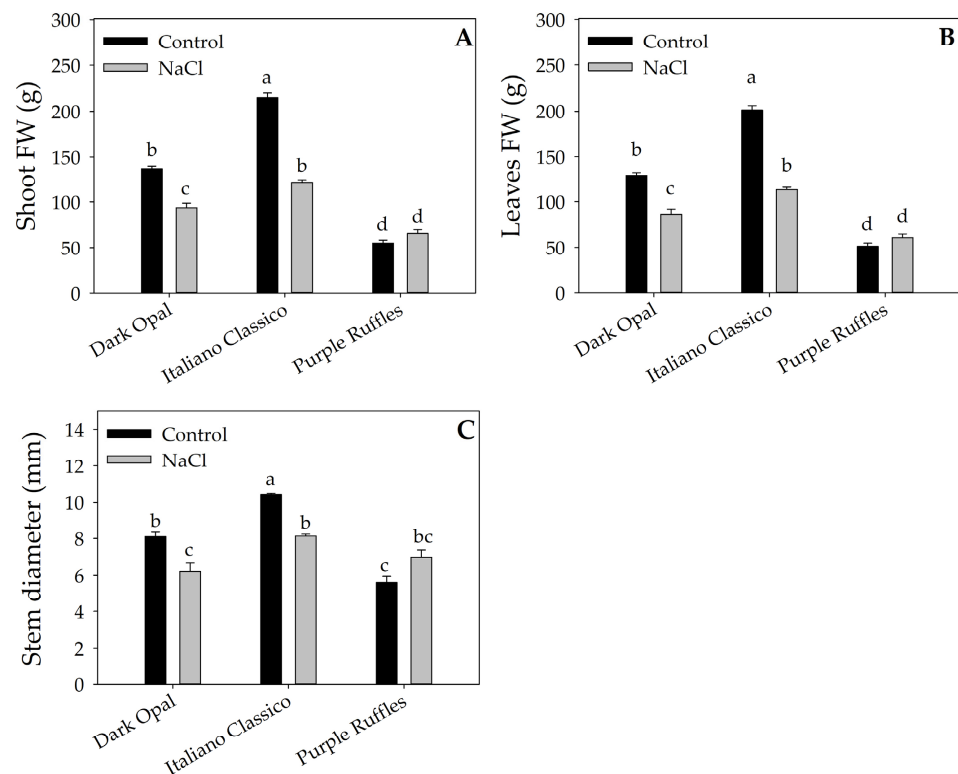 A
Control
NaCl
Shoot FW (g)
300
250
200
150
100
50
0
b
c
a
b
d
d
Dark Opal
Italiano Classico
Purple Ruffles
B
Control
NaCl
Leaves FW (g)
300
250
200
150
100
50
0
b
c
a
b
d
d
Dark Opal
Italiano Classico
Purple Ruffles
C
Control
NaCl
Stem diameter (mm)
14
12
10
8
6
4
2
0
b
c
a
b
c
bc
Dark Opal
Italiano Classico
Purple Ruffles